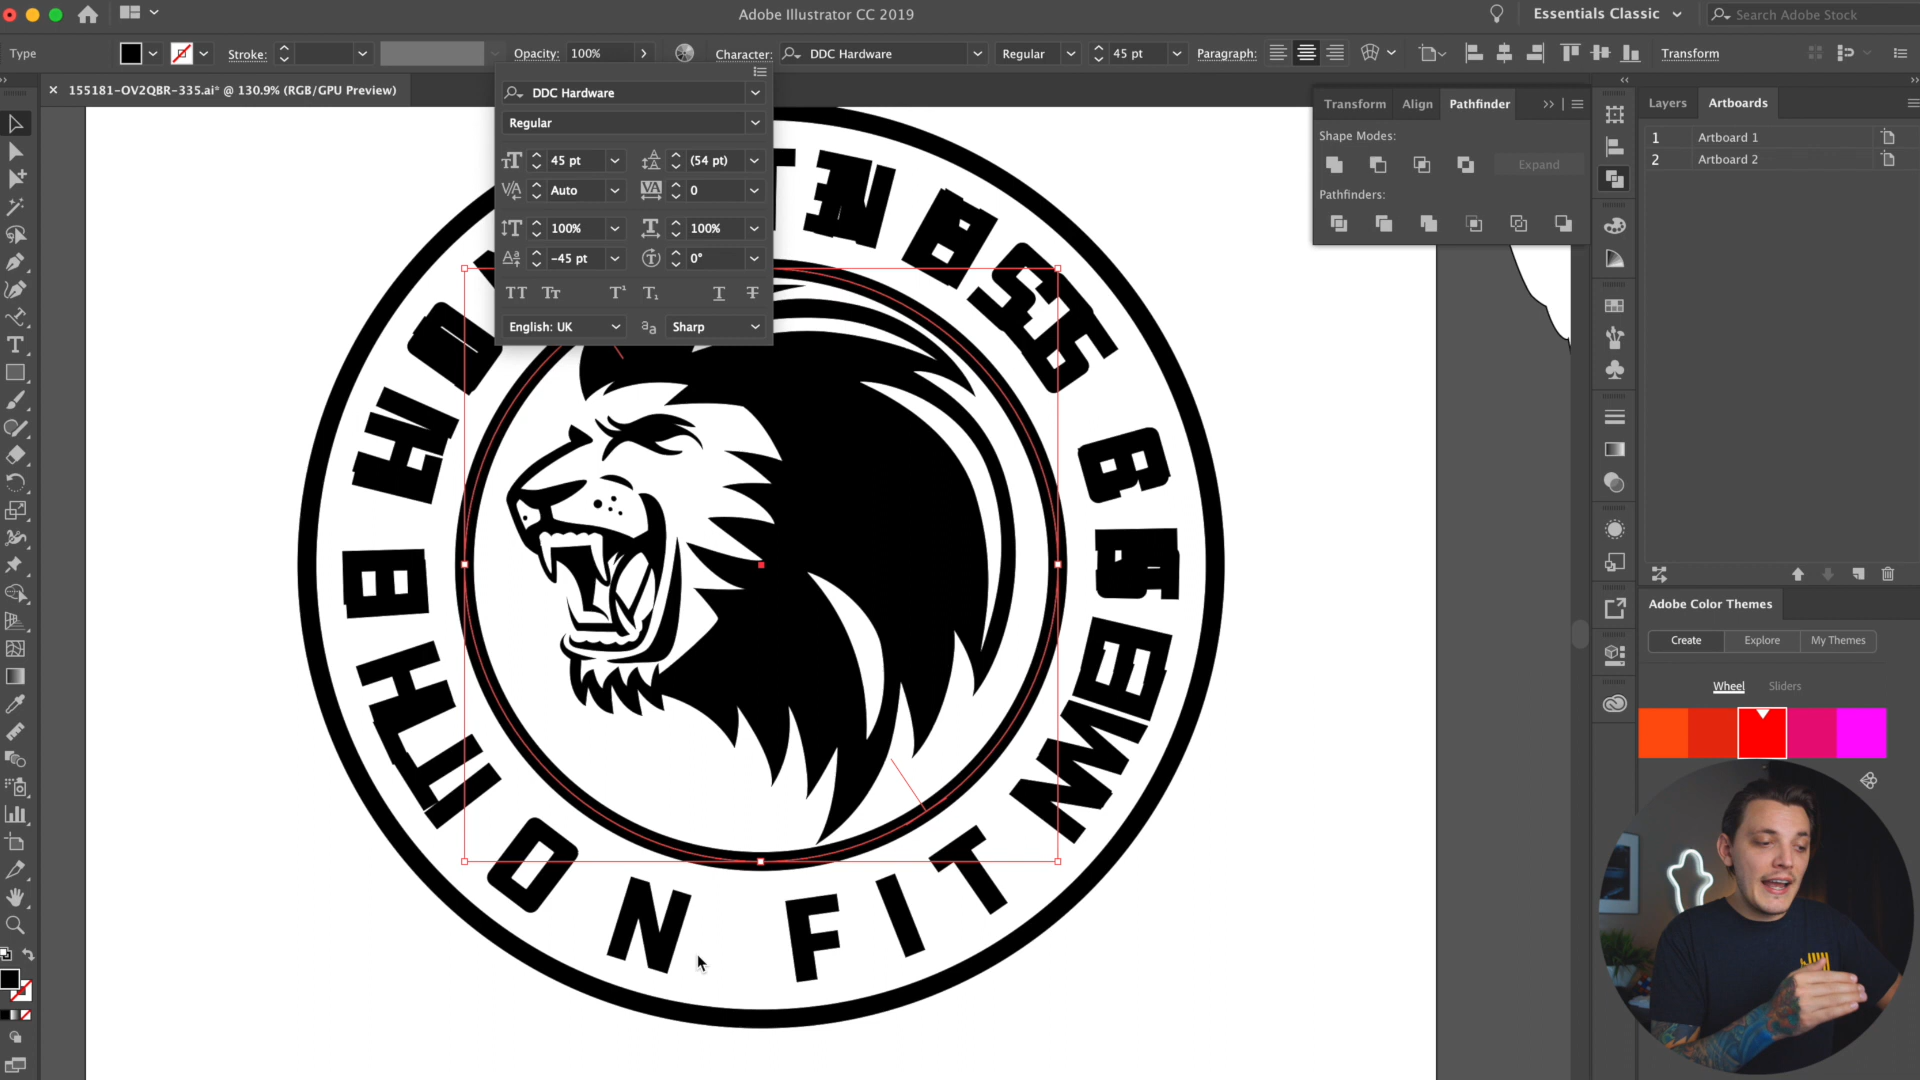 Adobe Illustrator CC 2019
Essentials Classic
Search Adobe Stock
Type
Stroke:
Opacity: 100%
Character: DDC Hardware
Regular
45 pt
Paragraph:
Transform
155181-OV2QBR-335.ai* @ 130.9% (RGB/GPU Preview)
DDC Hardware
Regular
45 pt
(54 pt)
Auto
0
100%
100%
-45 pt
0°
English: UK
Sharp
Transform
Align
Pathfinder
Shape Modes:
Expand
Pathfinders:
Layers
Artboards
1 Artboard 1
2 Artboard 2
Adobe Color Themes
Create
Explore
My Themes
Wheel
Sliders
ON FIT